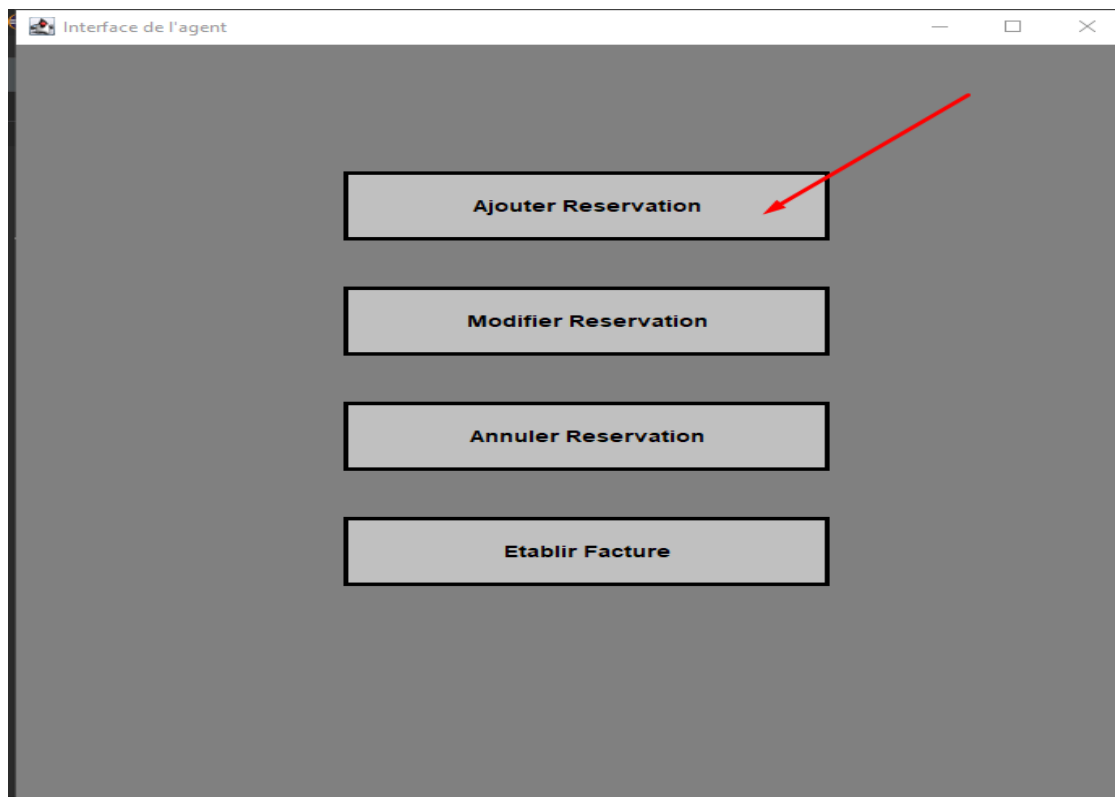 Interface de l'agent
Ajouter Reservation
Modifier Reservation
Annuler Reservation
Etablir Facture